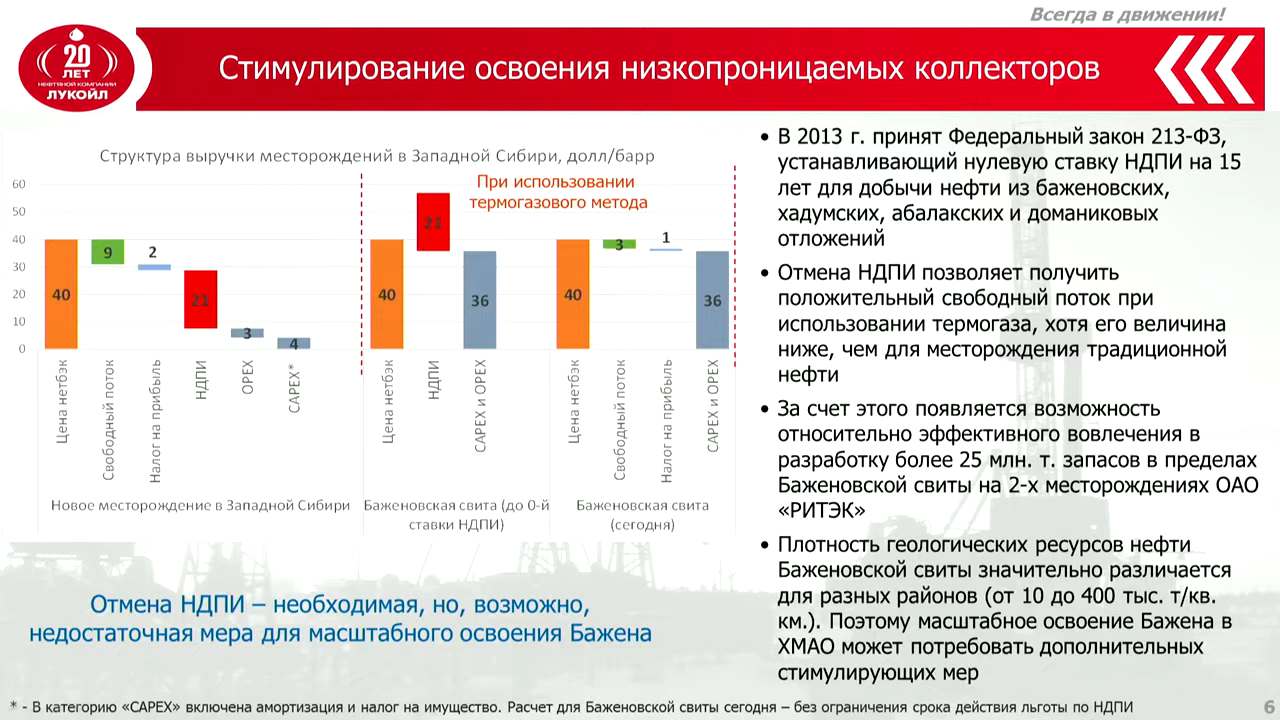 Всегда в движении!
20
ЛЕТ
НЕФТЯНОЙ КОМПАНИИ
ЛУКОЙЛ
Стимулирование освоения низкопроницаемых коллекторов
Структура выручки месторождений в Западной Сибири, долл/барр
При использовании
термогазового метода
60
50
40
30
20
10
0
40
9
2
21
3
4
40
21
36
40
3
1
36
Цена нетбэк
Свободный поток
Налог на прибыль
НДПИ
OPEX
CAPEX*
Цена нетбэк
НДПИ
CAPEX и OPEX
Цена нетбэк
Свободный поток
Налог на прибыль
CAPEX и OPEX
Новое месторождение в Западной Сибири
Баженовская свита (до 0-й
ставки НДПИ)
Баженовская свита
(сегодня)
Отмена НДПИ – необходимая, но, возможно,
недостаточная мера для масштабного освоения Бажена
• В 2013 г. принят Федеральный закон 213-ФЗ,
устанавливающий нулевую ставку НДПИ на 15
лет для добычи нефти из баженовских,
хадумских, абалакских и доманиковых
отложений
• Отмена НДПИ позволяет получить
положительный свободный поток при
использовании термогаза, хотя его величина
ниже, чем для месторождения традиционной
нефти
• За счет этого появляется возможность
относительно эффективного вовлечения в
разработку более 25 млн. т. запасов в пределах
Баженовской свиты на 2-х месторождениях ОАО
«РИТЭК»
• Плотность геологических ресурсов нефти
Баженовской свиты значительно различается
для разных районов (от 10 до 400 тыс. т/кв.
км.). Поэтому масштабное освоение Бажена в
ХМАО может потребовать дополнительных
стимулирующих мер
* - В категорию «CAPEX» включена амортизация и налог на имущество. Расчет для Баженовской свиты сегодня – без ограничения срока действия льготы по НДПИ
6